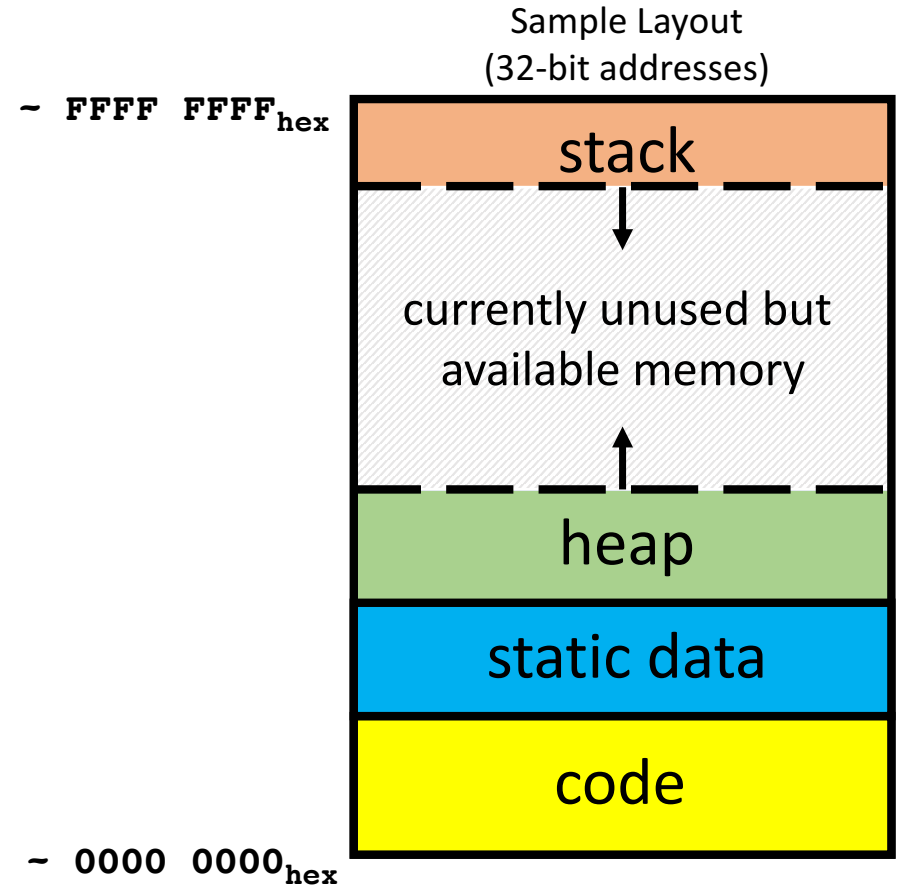 Sample Layout
(32-bit addresses)
~ FFFF FFFFhex
stack
currently unused but
available memory
heap
static data
code
~ 0000 0000hex